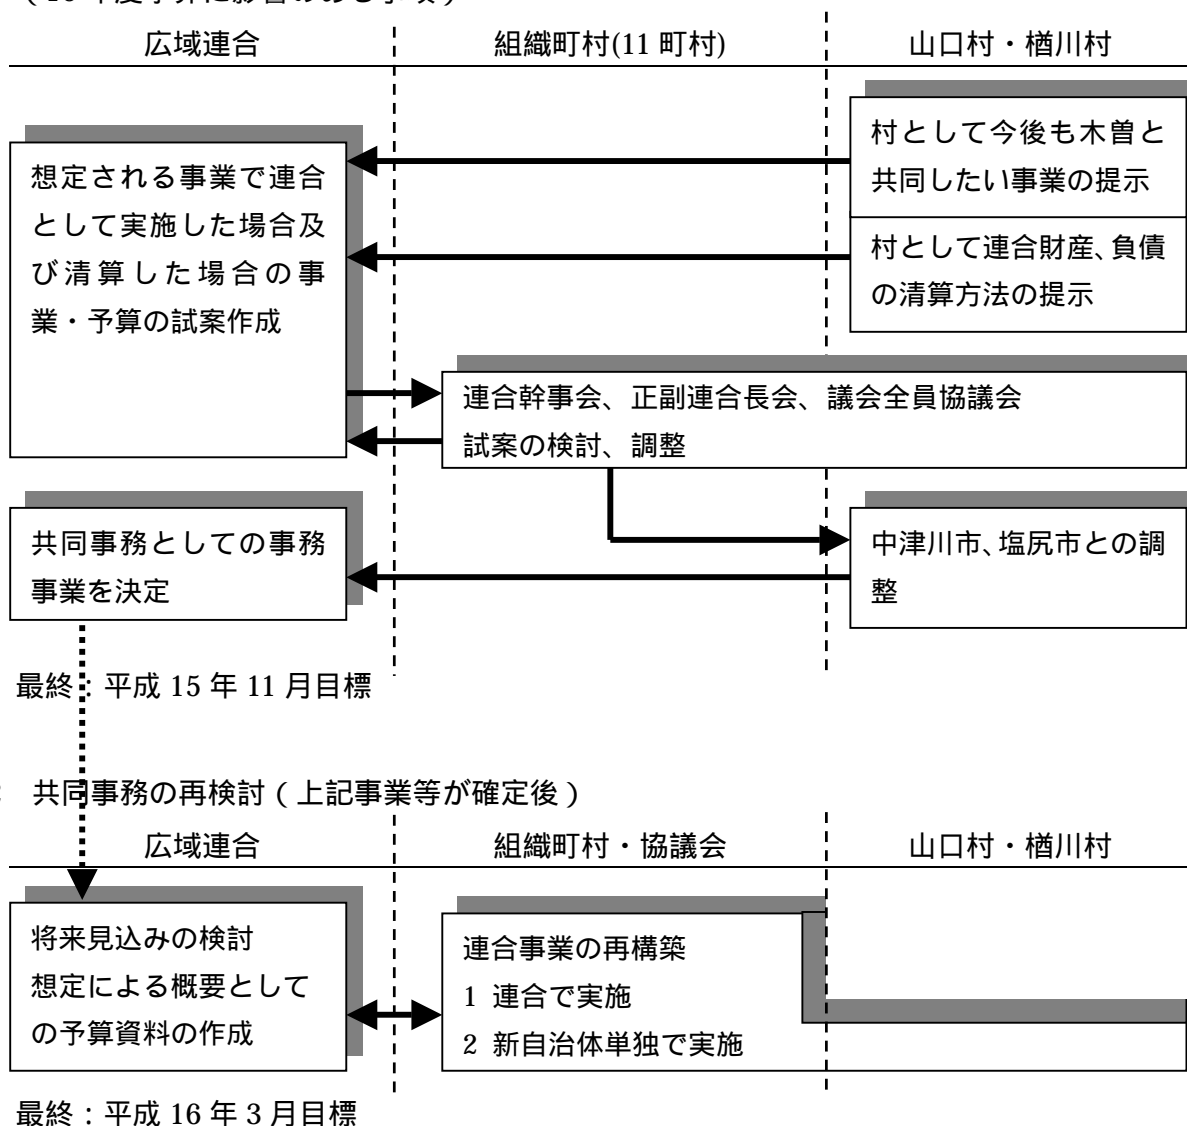 広域連合
組織町村(11 町村)
山口村・楢川村
村として今後も木曽と
共同したい事業の提示
想定される事業で連合
として実施した場合及
び清算した場合の事
業・予算の試案作成
村として連合財産、負債
の清算方法の提示
連合幹事会、正副連合長会、議会全員協議会
試案の検討、調整
共同事務としての事務
事業を決定
中津川市、塩尻市との調
整
最終：平成 15 年 11 月目標
共同事務の再検討（上記事業等が確定後）
広域連合
組織町村・協議会
山口村・楢川村
将来見込みの検討
想定による概要として
の予算資料の作成
連合事業の再構築
1 連合で実施
2 新自治体単独で実施
最終：平成 16 年 3 月目標